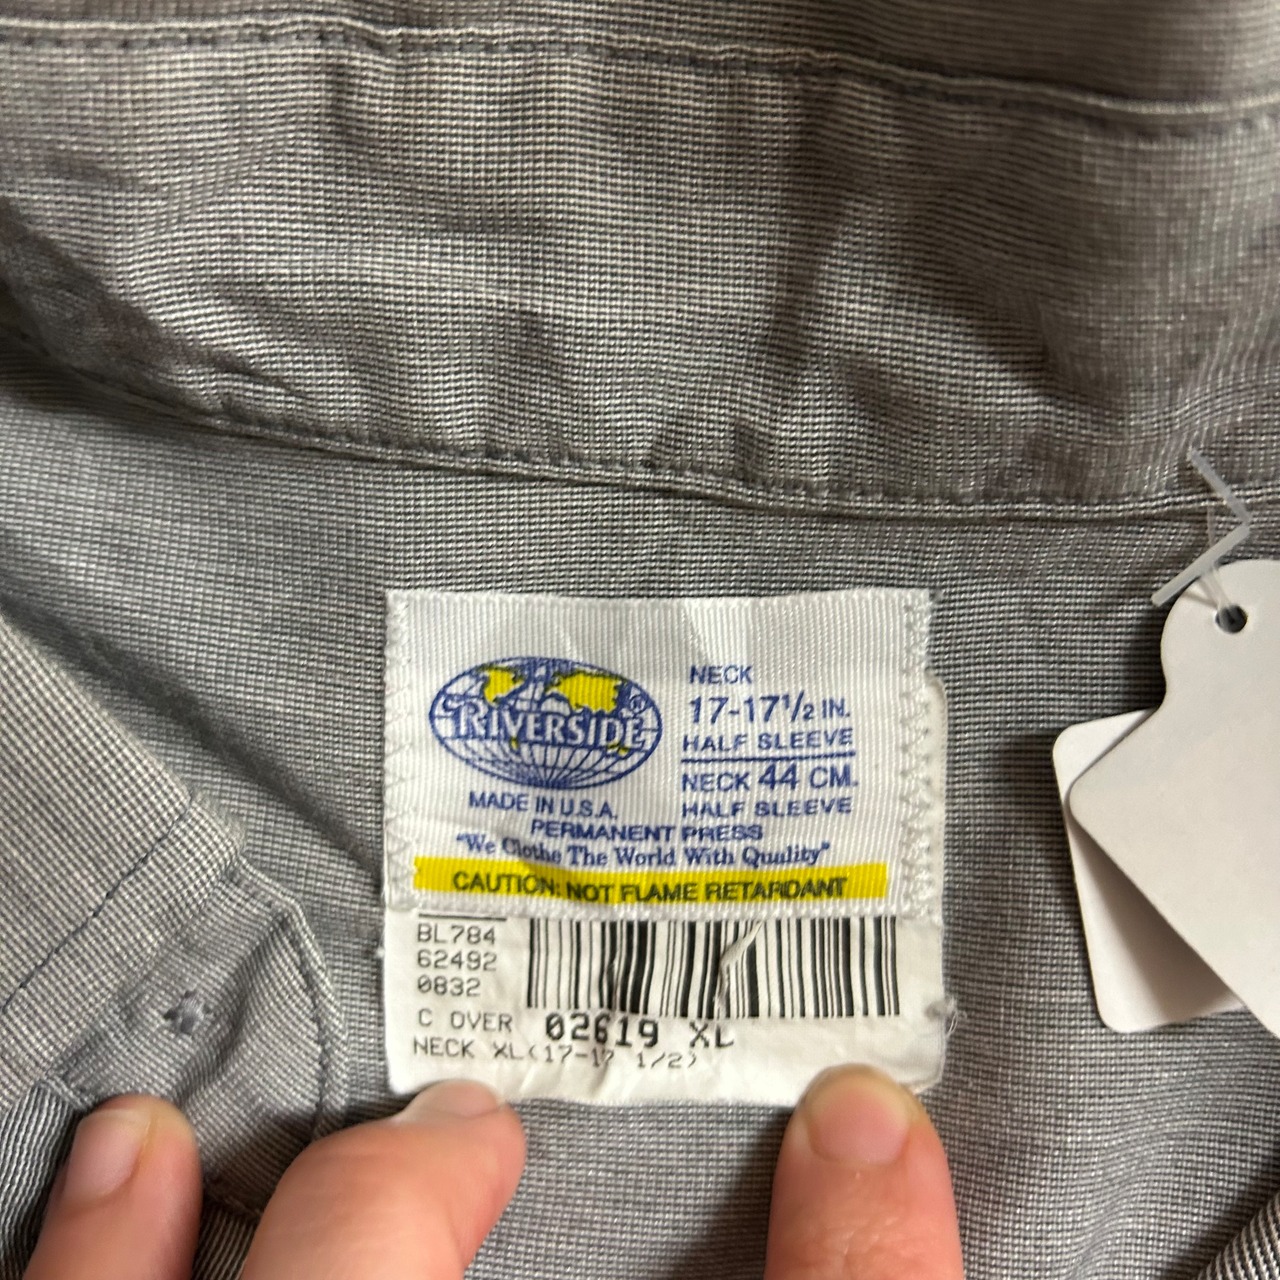 RIVERSIDE®
MADE IN U.S.A.
NECK
17-17½ IN.
HALF SLEEVE
NECK 44 CM.
HALF SLEEVE
PERMANENT PRESS
"We Clothe The World With Quality"
CAUTION: NOT FLAME RETARDANT
BL784
62492
0832
C OVER 02619 XL
NECK XL(17-17 1/2)